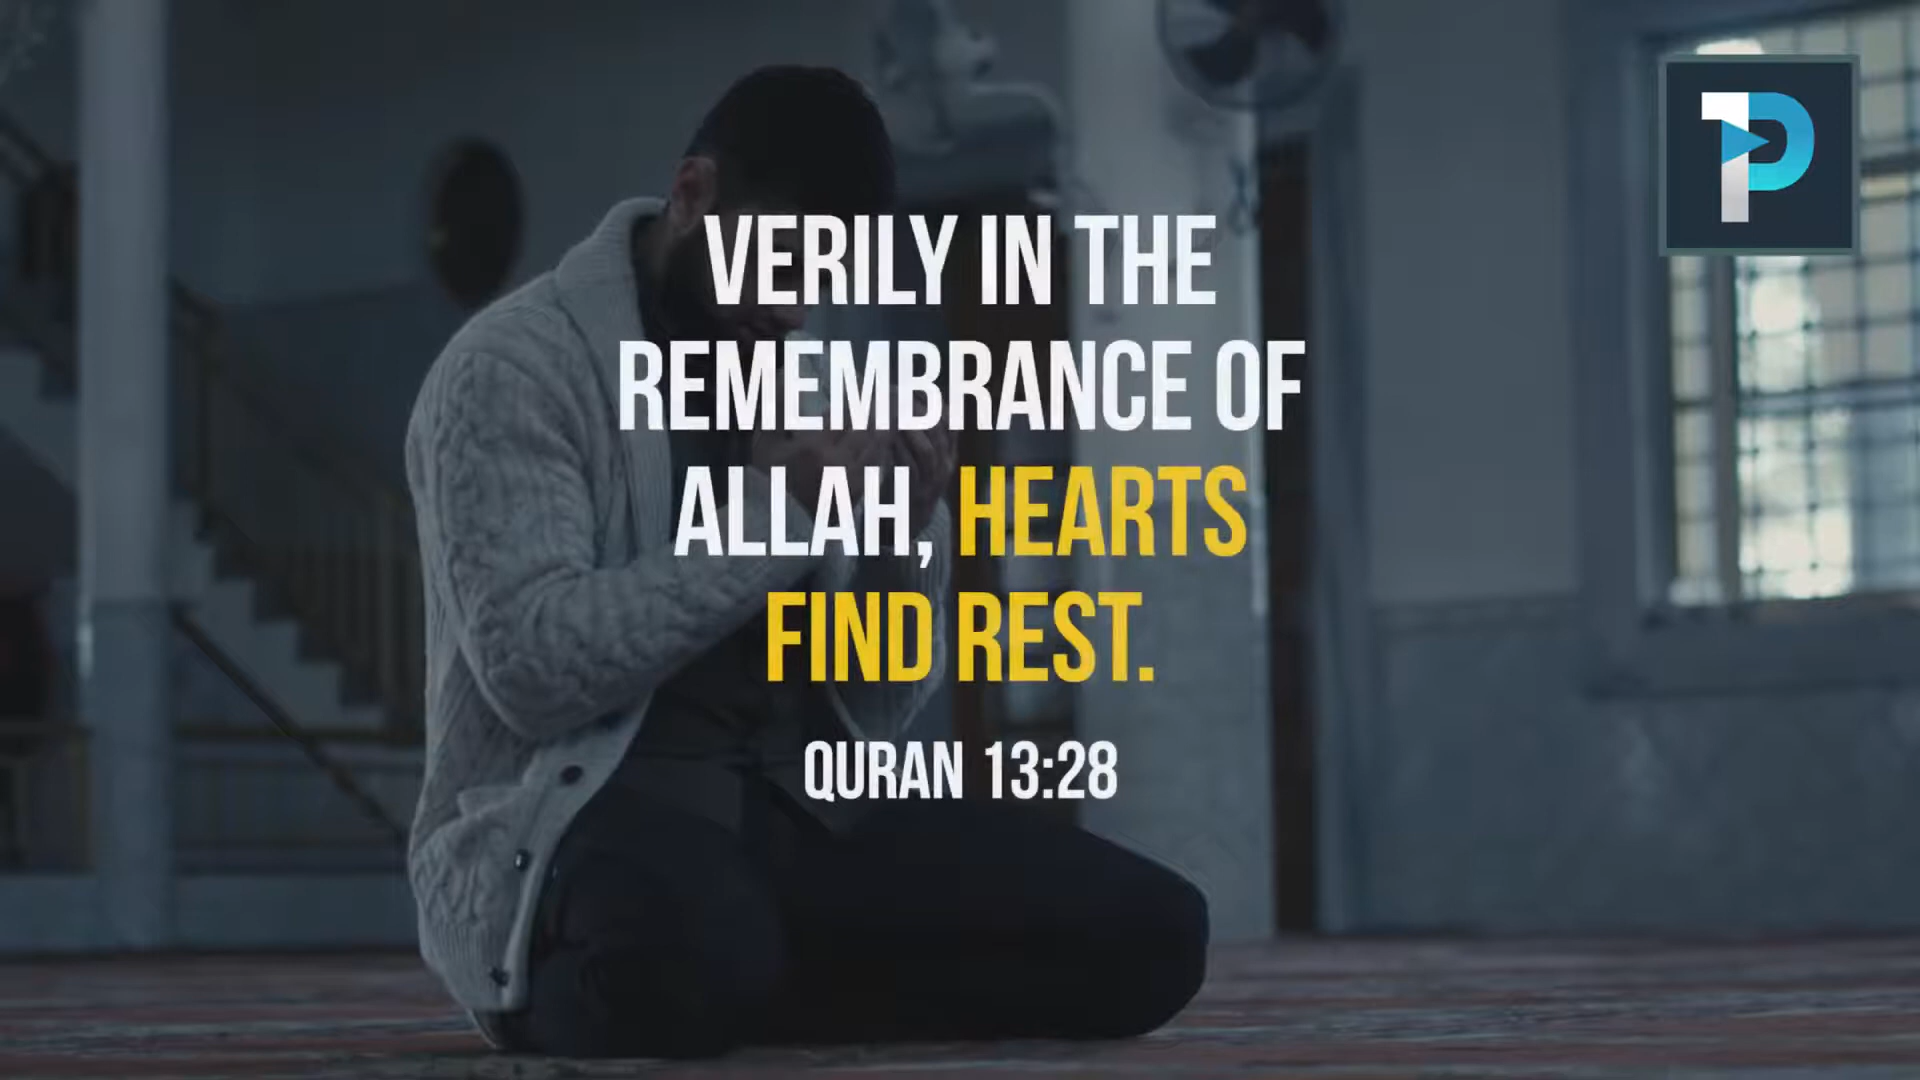 VERILY IN THE
REMEMBRANCE OF
ALLAH, HEARTS
FIND REST.
QURAN 13:28